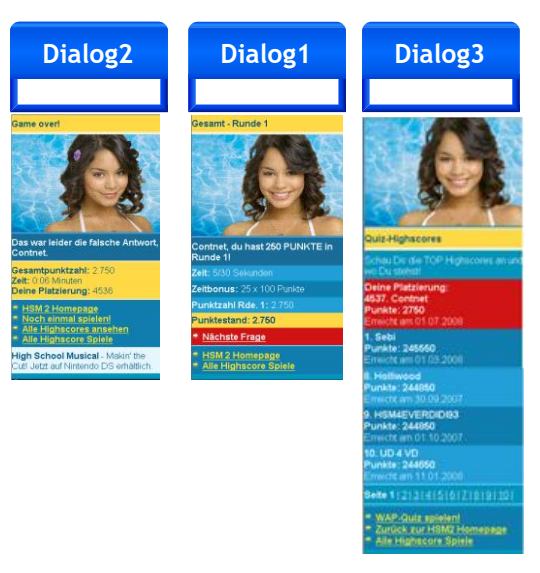 Dialog2
Game over!
Das war leider die falsche Antwort,
Contnet.
Gesamtpunktzahl: 2.750
Zeit: 0:06 Minuten
Deine Platzierung: 4536
HSM 2 Homepage
Noch einmal spielen!
Alle Highscores ansehen
Alle Highscore Spiele
High School Musical - Makin' the
Cut! Jetzt auf Nintendo DS erhältlich.
Dialog1
Gesamt - Runde 1
Contnet, du hast 250 PUNKTE in
Runde 1!
Zeit: 5/30 Sekunden
Zeitbonus: 25 x 100 Punkte
Punktzahl Rde. 1: 2.750
Punktestand: 2.750
Nächste Frage
HSM 2 Homepage
Alle Highscore Spiele
Dialog3
Quiz-Highscores
Schau Dir die TOP Highscores an und
wo Du stehst!
Deine Platzierung:
4637. Contnet
Punkte: 2750
Erreicht am 01.07.2008
1. Sebi
Punkte: 245550
Erreicht am 01.03.2008
8. Holliwood
Punkte: 244850
Erreicht am 30.09.2007
9. HSM4EVERDIDI93
Punkte: 244850
Erreicht am 01.10.2007
10. UD 4 VD
Punkte: 244650
Erreicht am 11.01.2008
Seite 1 | 2 | 3 | 4 | 5 | 6 | 7 | 8 | 9 | 10 |
WAP-Quiz spielen!
Zurück zur HSM2 Homepage
Alle Highscore Spiele